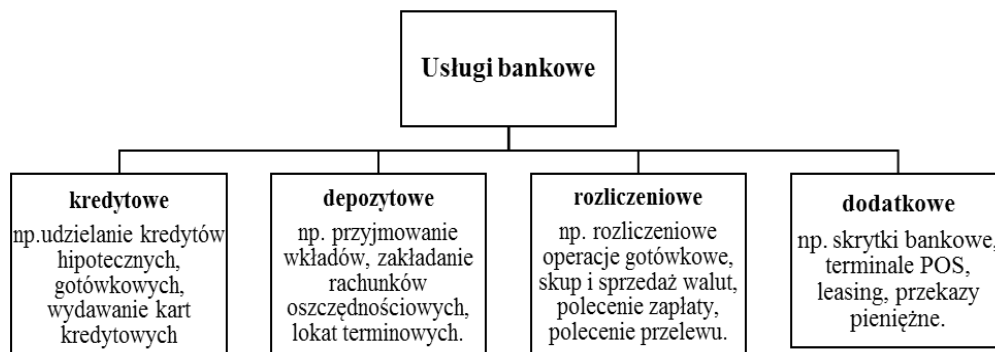 Usługi bankowe
kredytowe
np.udzielanie kredytów
hipotecznych,
gotówkowych,
wydawanie kart
kredytowych
depozytowe
np. przyjmowanie
wkładów, zakładanie
rachunków
oszczędnościowych,
lokat terminowych.
rozliczeniowe
np. rozliczeniowe
operacje gotówkowe,
skup i sprzedaż walut,
polecenie zapłaty,
polecenie przelewu.
dodatkowe
np. skrytki bankowe,
terminale POS,
leasing, przekazy
pieniężne.